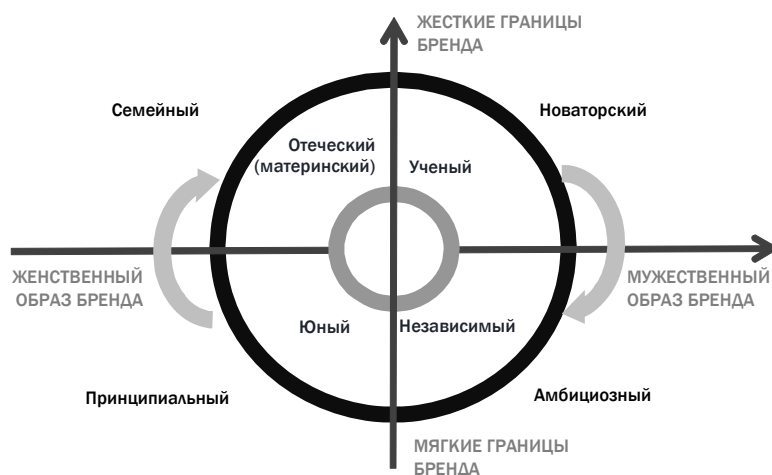 ЖЕСТКИЕ ГРАНИЦЫ
БРЕНДА
Семейный
Новаторский
Отеческий
(материнский)
Ученый
ЖЕНСТВЕННЫЙ
ОБРАЗ БРЕНДА
МУЖЕСТВЕННЫЙ
ОБРАЗ БРЕНДА
Юный
Независимый
Принципиальный
Амбициозный
МЯГКИЕ ГРАНИЦЫ
БРЕНДА